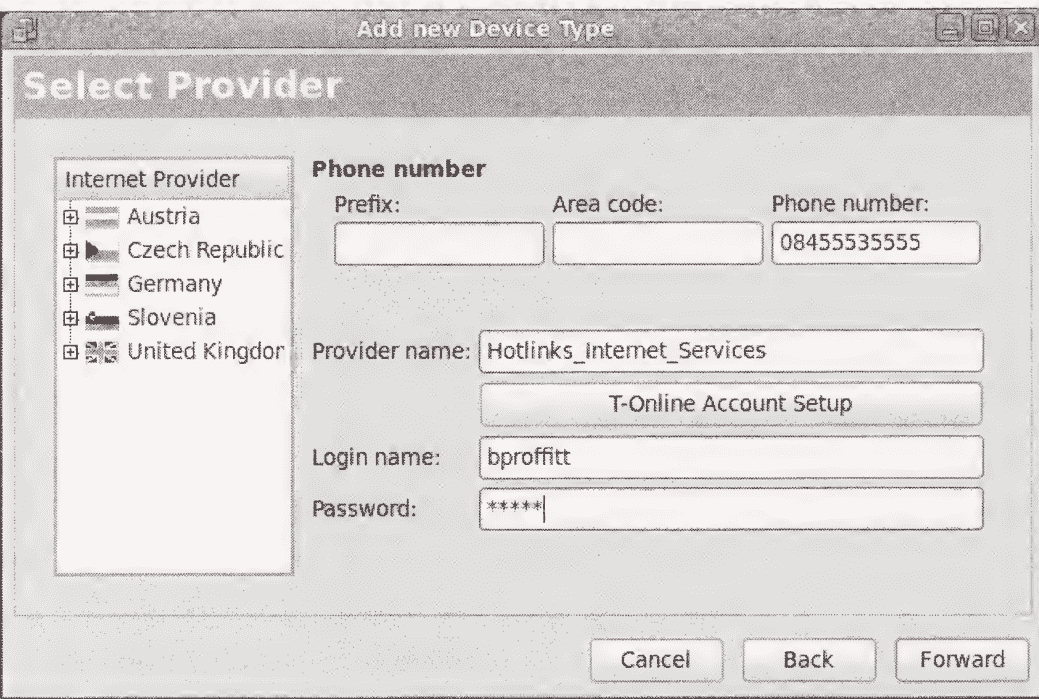 Add new Device Type
Select Provider
Internet Provider
Austria
Czech Republic
Germany
Slovenia
United Kingdor
Phone number
Prefix:
Area code:
Phone number:
08455535555
Provider name:
Hotlinks_Internet_Services
T-Online Account Setup
Login name:
bproffitt
Password:
*****
Cancel
Back
Forward